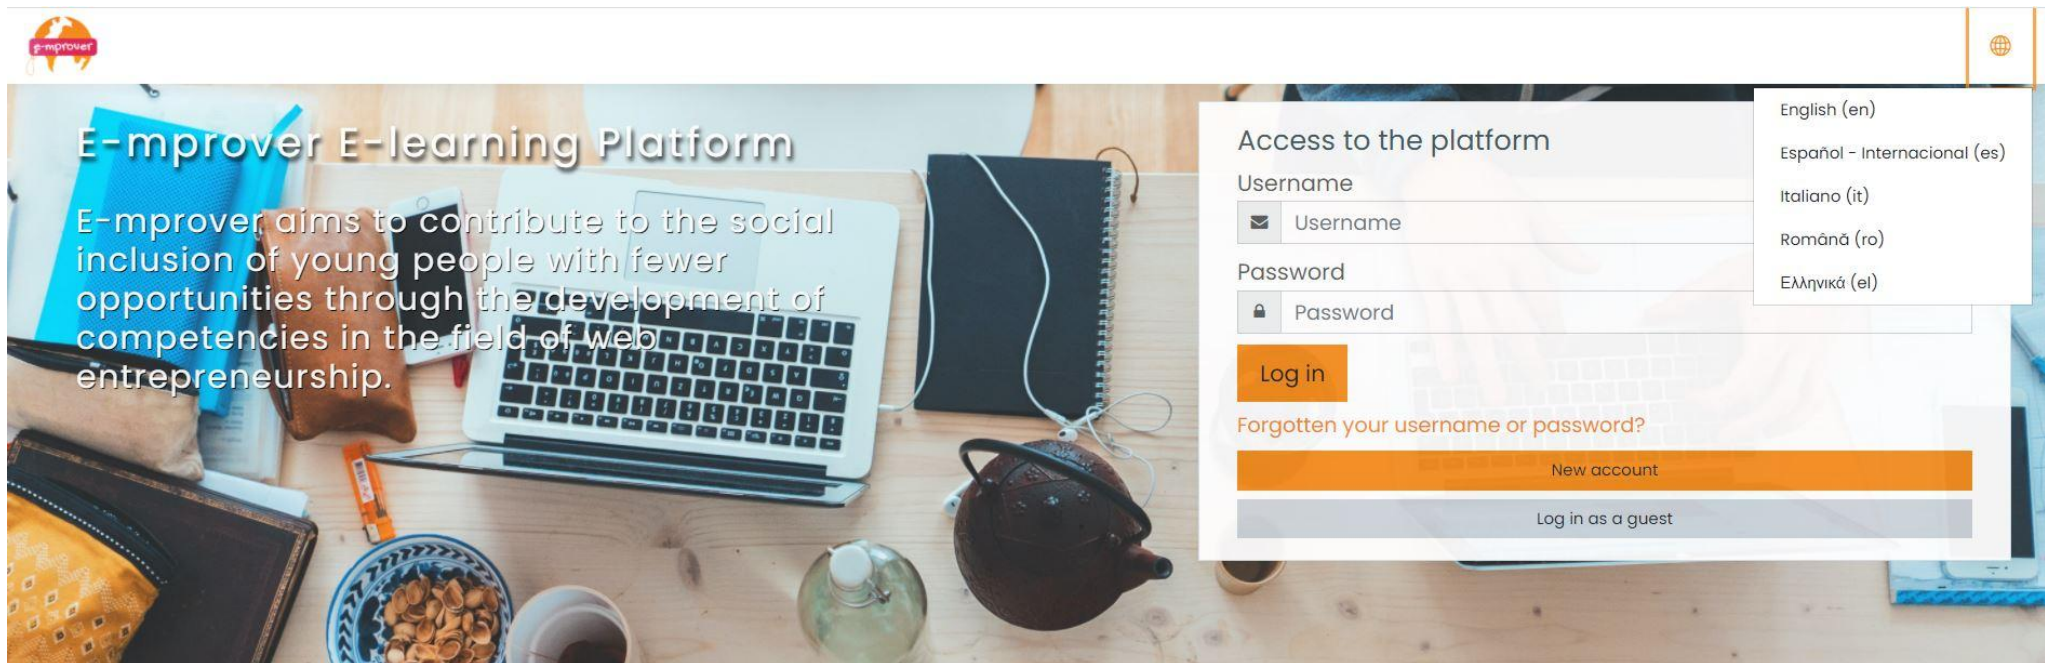 e-mprover
E-mprover E-learning Platform
E-mprover aims to contribute to the social
inclusion of young people with fewer
opportunities through the development of
competencies in the field of web
entrepreneurship.
Access to the platform
Username
Username
Password
Password
Log in
Forgotten your username or password?
New account
Log in as a guest
English (en)
Español - Internacional (es)
Italiano (it)
Română (ro)
Ελληνικά (el)